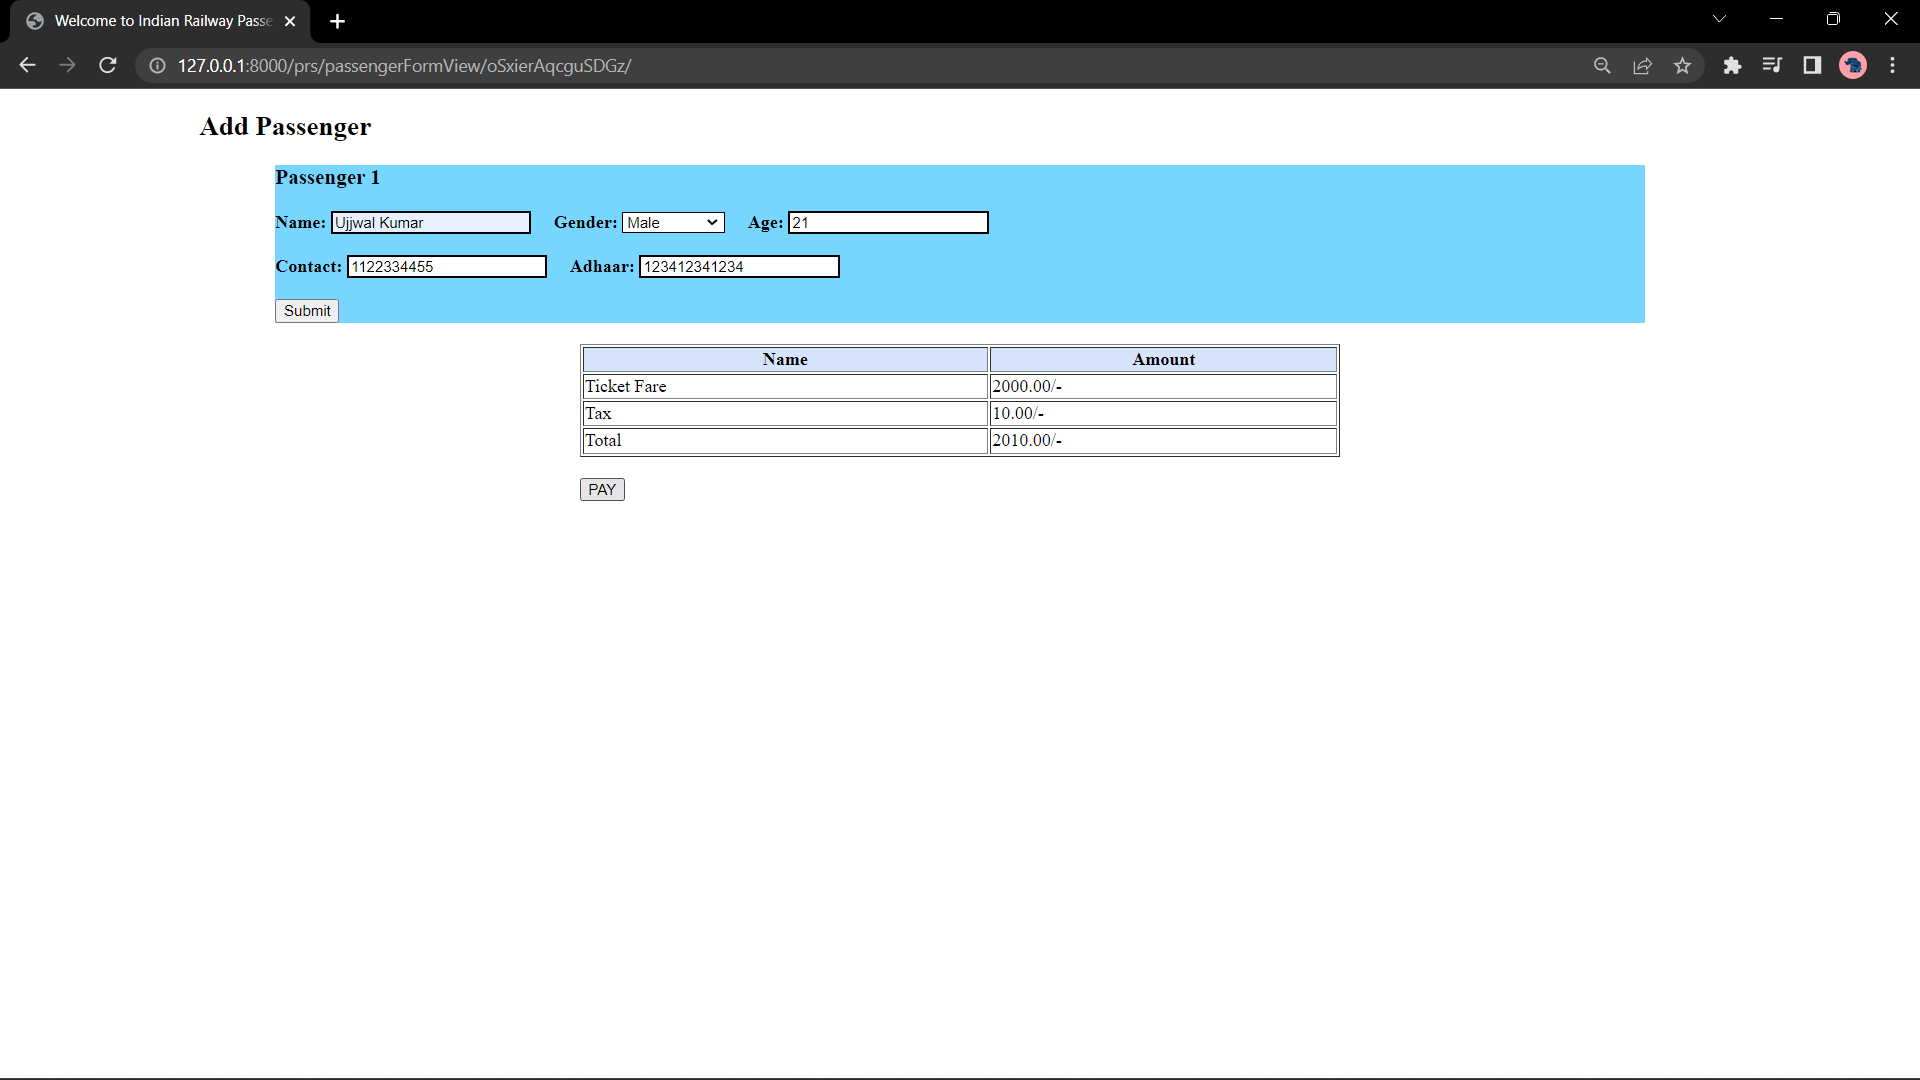 Welcome to Indian Railway Passe
127.0.0.1:8000/prs/passengerFormView/oSxierAqcguSDGz/
Add Passenger
Passenger 1
Name: Ujjwal Kumar Gender: Male Age: 21
Contact: 1122334455 Adhaar: 123412341234
Submit
Name Amount
Ticket Fare 2000.00/-
Tax 10.00/-
Total 2010.00/-
PAY